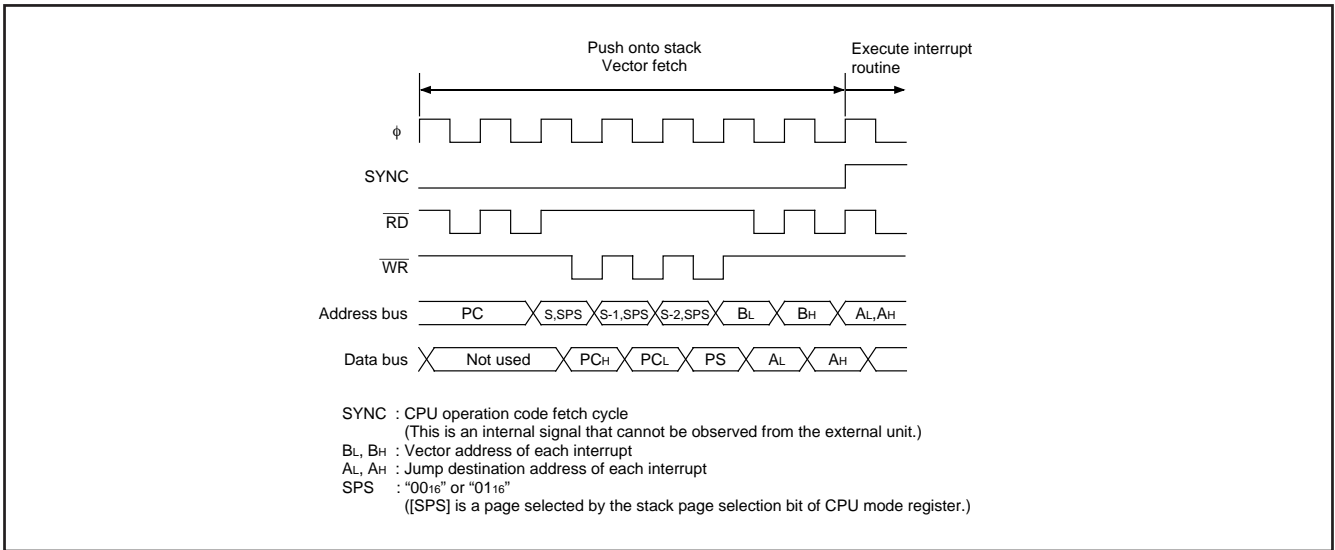 Push onto stack
Vector fetch
Execute interrupt
routine
ϕ
SYNC
RD
WR
Address bus
PC
S,SPS
S-1,SPS
S-2,SPS
BL
BH
AL,AH
Data bus
Not used
PCH
PCL
PS
AL
AH
SYNC : CPU operation code fetch cycle
(This is an internal signal that cannot be observed from the external unit.)
BL, BH : Vector address of each interrupt
AL, AH : Jump destination address of each interrupt
SPS : “0016” or “0116”
([SPS] is a page selected by the stack page selection bit of CPU mode register.)